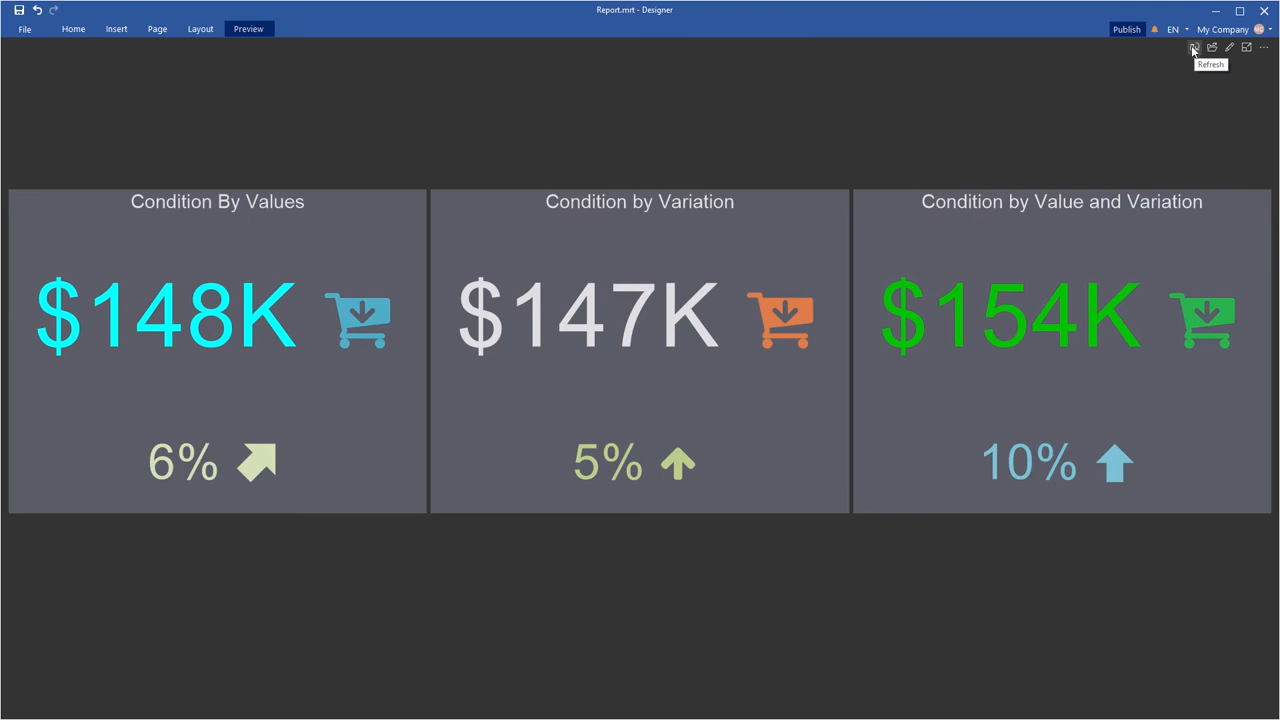 Report.mrt - Designer
File Home Insert Page Layout Preview
Publish EN My Company
Refresh
Condition By Values
$148K
6%
Condition by Variation
$147K
5%
Condition by Value and Variation
$154K
10%